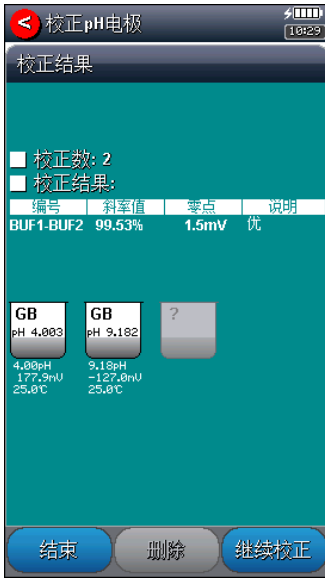 校正pH电极
10:29
校正结果
校正数: 2
校正结果:
编号 斜率值 零点 说明
BUF1-BUF2 99.53% 1.5mV 优
GB GB ?
pH 4.003 pH 9.182
4.00pH 9.18pH
177.9mV -127.0mV
25.0℃ 25.0℃
结束 删除 继续校正